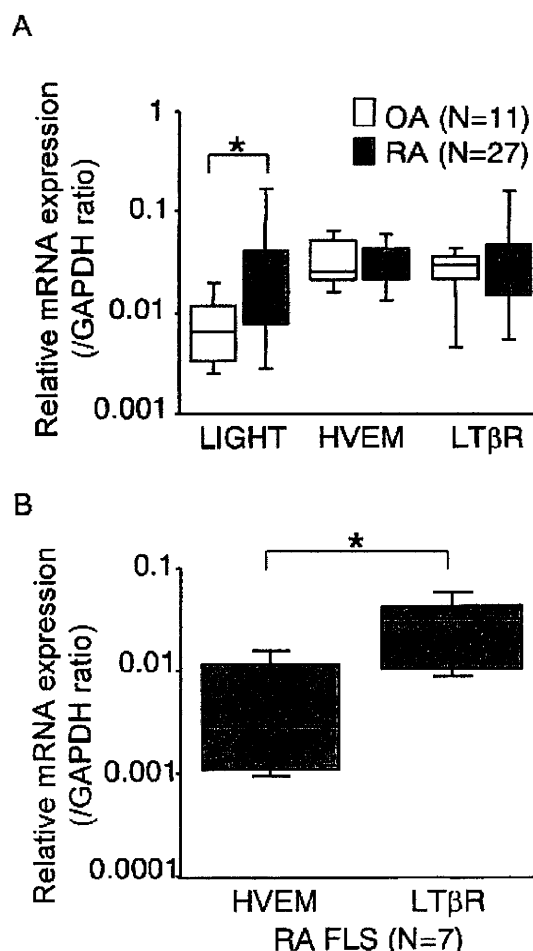 A
Relative mRNA expression
(/GAPDH ratio)
1
0.1
0.01
0.001
OA (N=11)
RA (N=27)
*
LIGHT HVEM LTβR
B
Relative mRNA expression
(/GAPDH ratio)
0.1
0.01
0.001
0.0001
*
HVEM LTβR
RA FLS (N=7)